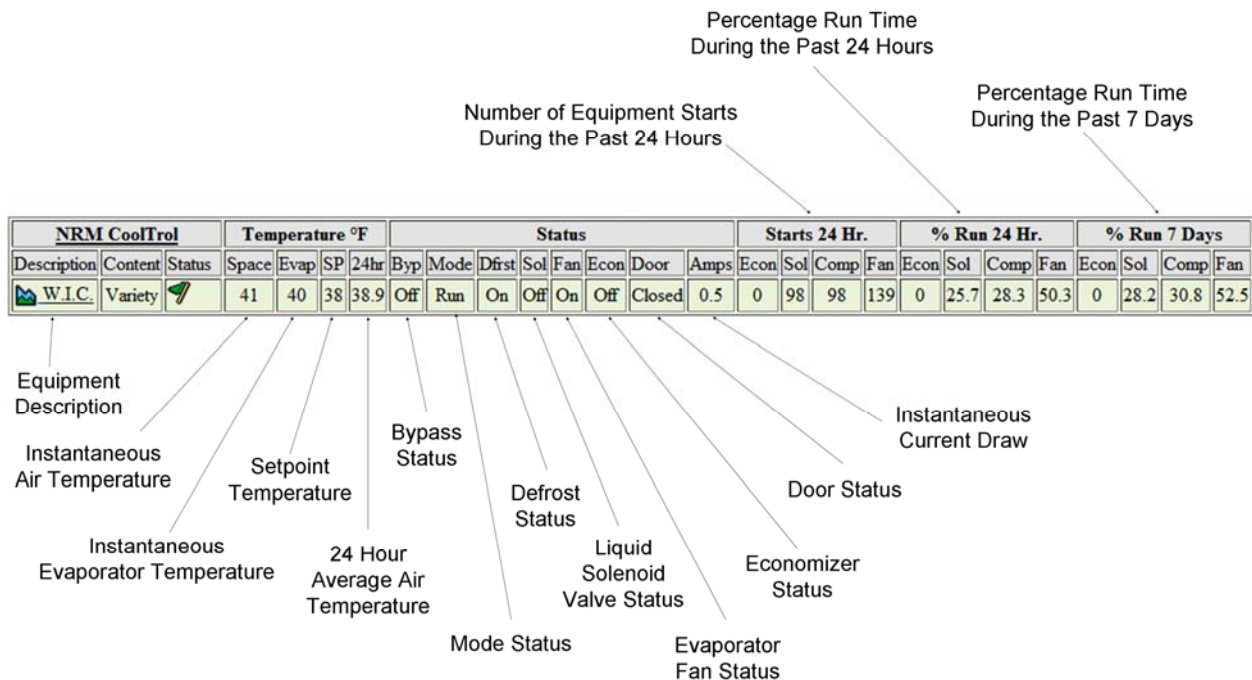 Percentage Run Time
During the Past 24 Hours
Number of Equipment Starts
During the Past 24 Hours
Percentage Run Time
During the Past 7 Days
NRM CoolTrol Temperature °F Status Starts 24 Hr. % Run 24 Hr. % Run 7 Days
Description Content Status Space Evap SP 24hr Byp Mode Dfrst Sol Fan Econ Door Amps Econ Sol Comp Fan Econ Sol Comp Fan Econ Sol Comp Fan
W.I.C. Variety 41 40 38 38.9 Off Run On Off On Off Closed 0.5 0 98 98 139 0 25.7 28.3 50.3 0 28.2 30.8 52.5
Equipment
Description
Instantaneous
Air Temperature
Instantaneous
Evaporator Temperature
Setpoint
Temperature
24 Hour
Average Air
Temperature
Bypass
Status
Mode Status
Defrost
Status
Liquid
Solenoid
Valve Status
Evaporator
Fan Status
Economizer
Status
Door Status
Instantaneous
Current Draw